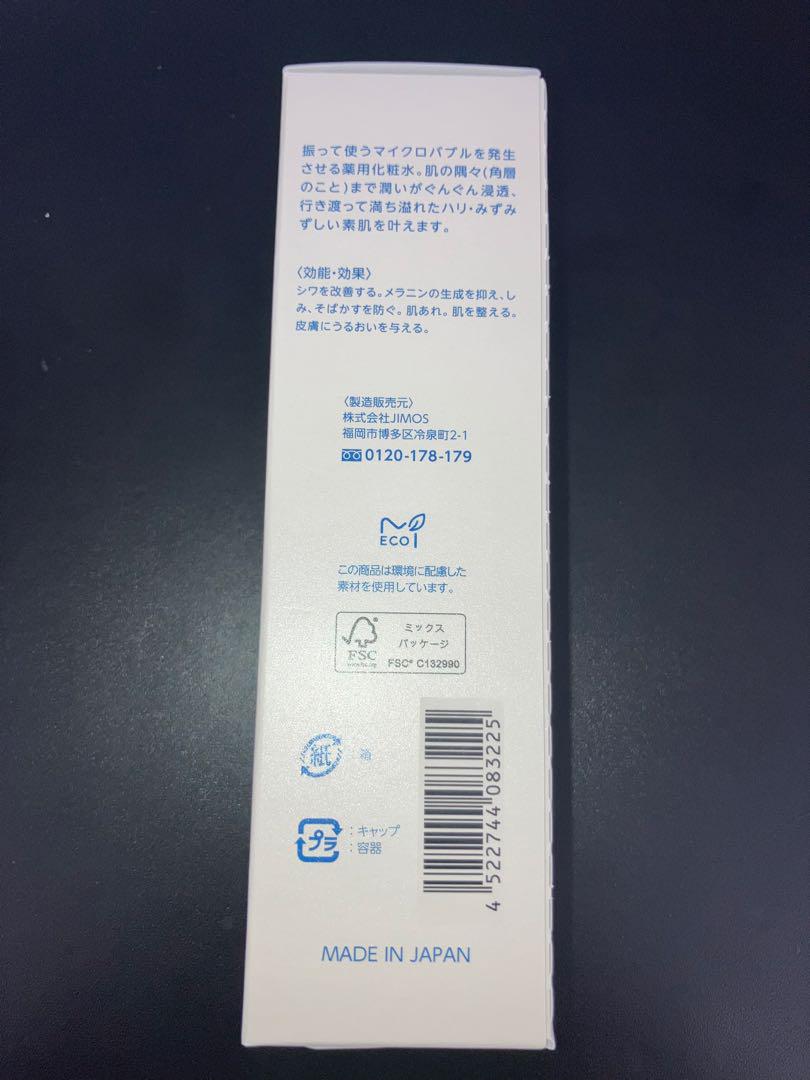 振って使うマイクロバブルを発生
させる薬用化粧水。肌の隅々(角層
のこと)まで潤いがぐんぐん浸透、
行き渡って満ち溢れたハリ・みずみ
ずしい素肌を叶えます。
〈効能・効果〉
シワを改善する。メラニンの生成を抑え、し
み、そばかすを防ぐ。肌あれ。肌を整える。
皮膚にうるおいを与える。
〈製造販売元〉
株式会社JIMOS
福岡市博多区冷泉町2-1
0120-178-179
ECO
この商品は環境に配慮した
素材を使用しています。
FSC
www.fsc.org
ミックス
パッケージ
FSC® C132990
紙
:箱
プラ
:キャップ
:容器
4 522744 083225
MADE IN JAPAN